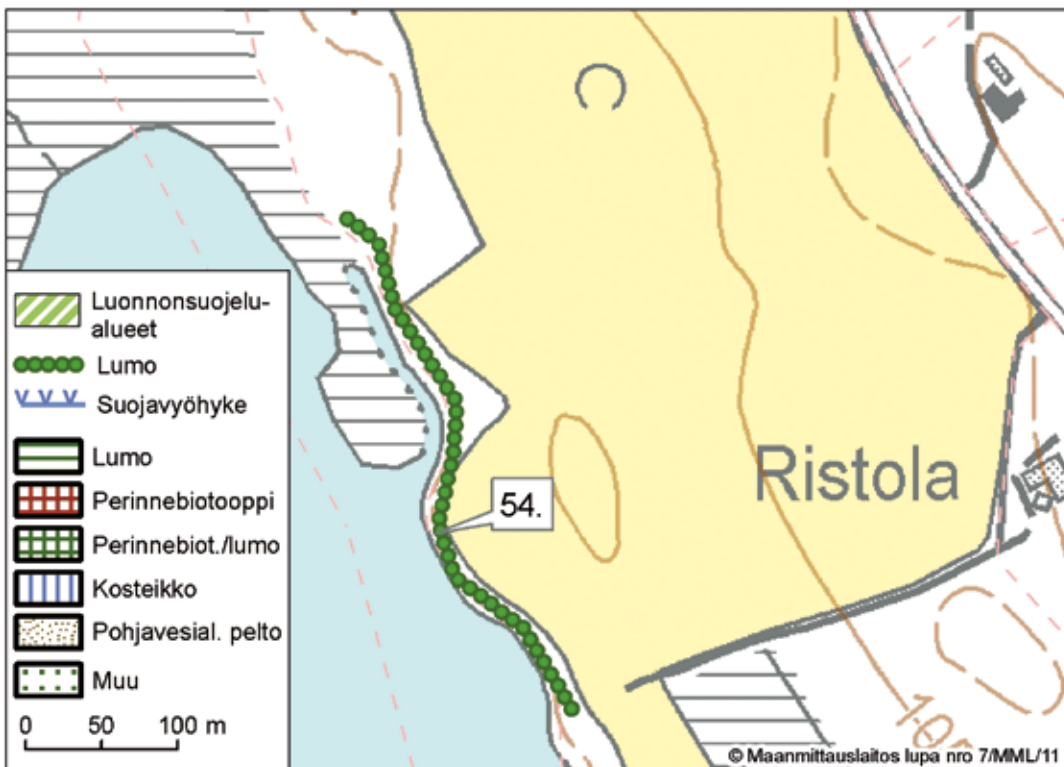 Luonnonsuojelu-
alueet
Lumo
Suojavyöhyke
Lumo
Perinnebiotooppi
Perinnebiot./lumo
Kosteikko
Pohjavesial. pelto
Muu
0 50 100 m
54.
Ristola
© Maanmittauslaitos lupa nro 7/MML/11